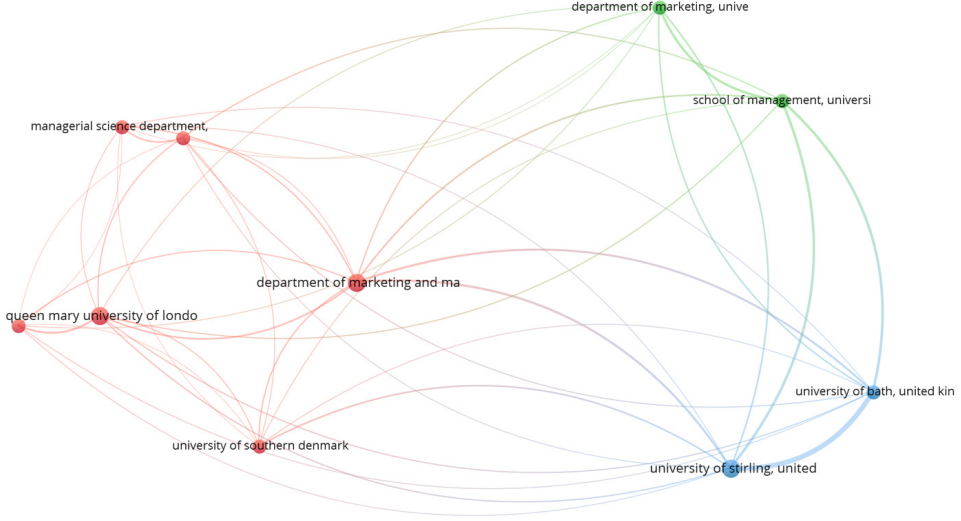 department of marketing, unive
school of management, universi
managerial science department,
department of marketing and ma
queen mary university of londo
university of bath, united kin
university of southern denmark
university of stirling, united